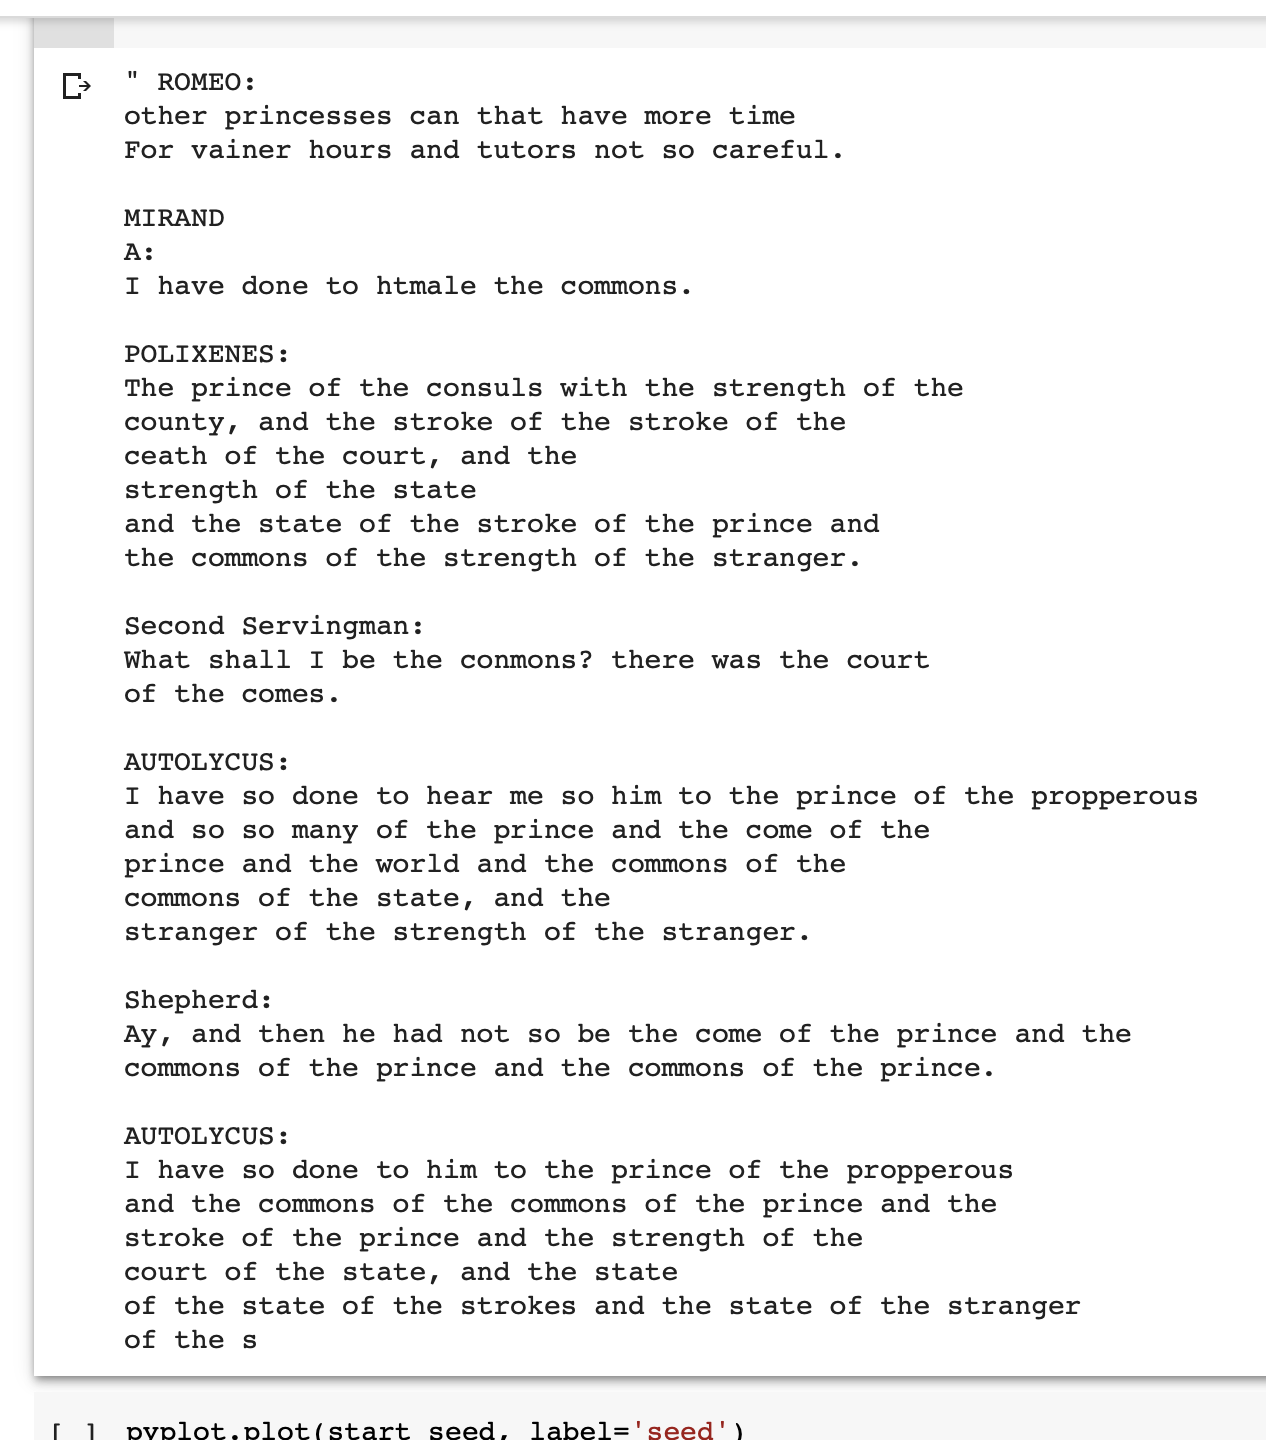 " ROMEO:
other princesses can that have more time
For vainer hours and tutors not so careful.
MIRAND
A:
I have done to htmale the commons.
POLIXENES:
The prince of the consuls with the strength of the
county, and the stroke of the stroke of the
ceath of the court, and the
strength of the state
and the state of the stroke of the prince and
the commons of the strength of the stranger.
Second Servingman:
What shall I be the conmons? there was the court
of the comes.
AUTOLYCUS:
I have so done to hear me so him to the prince of the propperous
and so so many of the prince and the come of the
prince and the world and the commons of the
commons of the state, and the
stranger of the strength of the stranger.
Shepherd:
Ay, and then he had not so be the come of the prince and the
commons of the prince and the commons of the prince.
AUTOLYCUS:
I have so done to him to the prince of the propperous
and the commons of the commons of the prince and the
stroke of the prince and the strength of the
court of the state, and the state
of the state of the strokes and the state of the stranger
of the s
[ ] pyplot.plot(start_seed, label='seed')